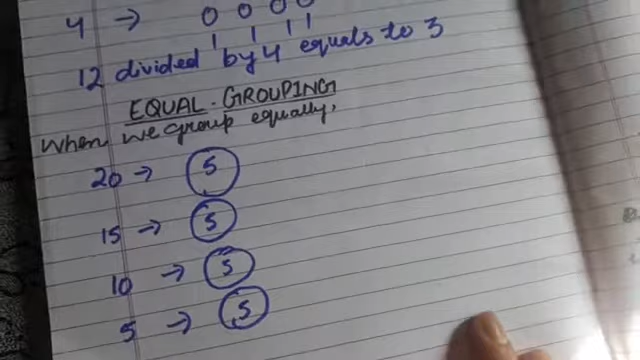 4 → 0 0 0 0
12 divided by 4 equals to 3
EQUAL. GROUPING
When we group equally,
20 → 5
15 → 5
10 → 5
5 → 5